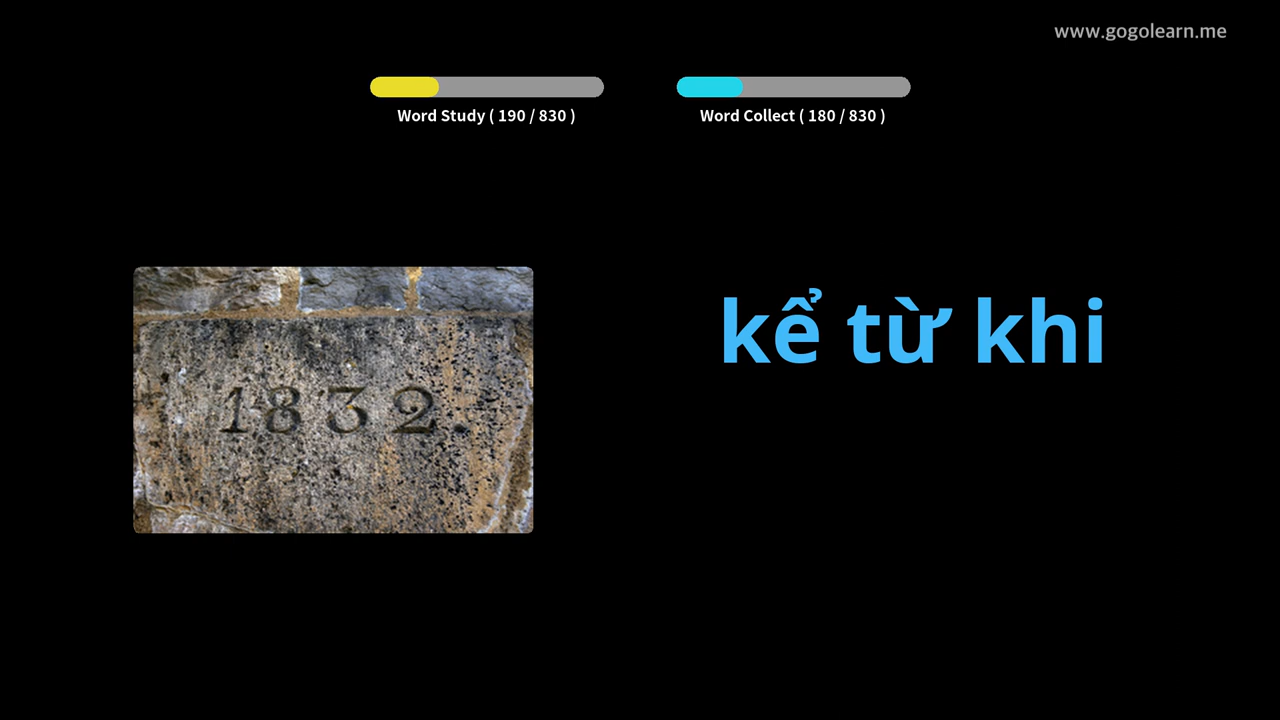 www.gogolearn.me
Word Study ( 190 / 830 )
Word Collect ( 180 / 830 )
kể từ khi
1832.